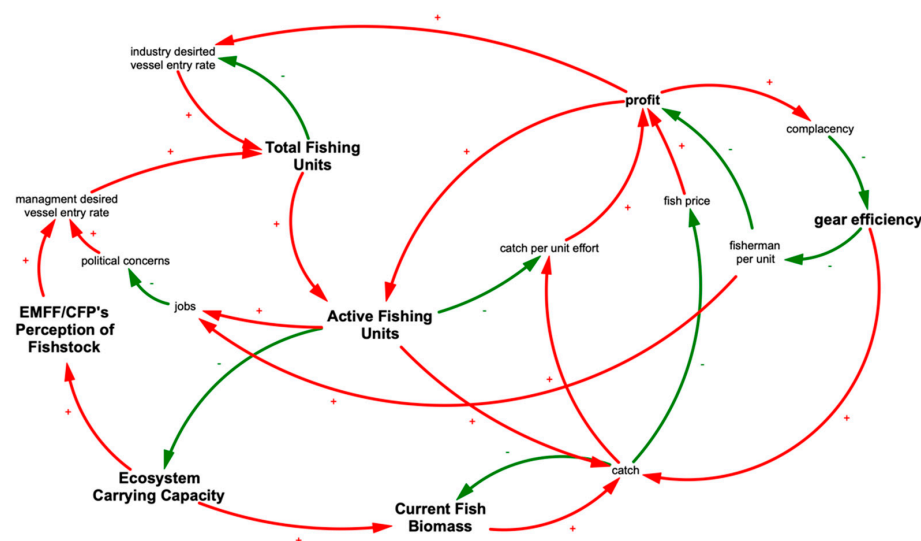 industry desirted
vessel entry rate
profit
complacency
Total Fishing
Units
managment desired
vessel entry rate
fish price
gear efficiency
catch per unit effort
fisherman
per unit
political concerns
jobs
EMFF/CFP's
Perception of
Fishstock
Active Fishing
Units
catch
Ecosystem
Carrying Capacity
Current Fish
Biomass
+
+
-
+
+
-
+
-
-
+
+
+
+
+
-
+
-
-
+
-
-
+
+
+
+
-
+
+